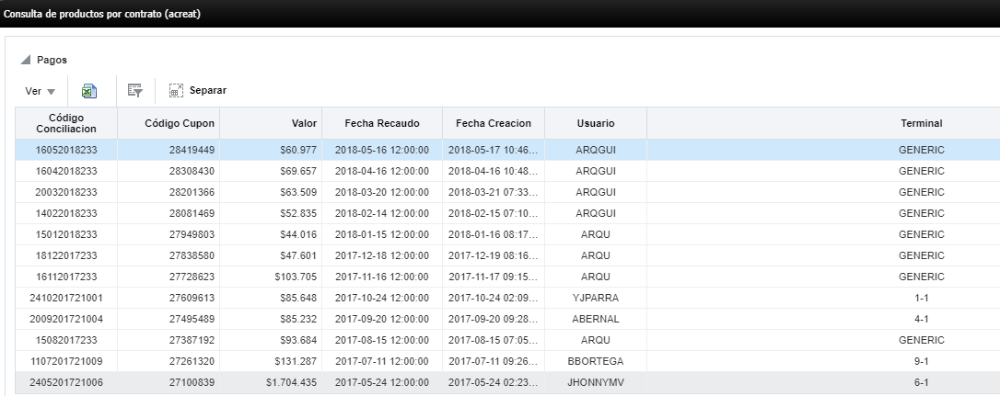 Consulta de productos por contrato (acreat)
Pagos
Ver Separar
Código Conciliacion Código Cupon Valor Fecha Recaudo Fecha Creacion Usuario Terminal
16052018233 28419449 $60.977 2018-05-16 12:00:00 2018-05-17 10:46... ARQGUI GENERIC
16042018233 28308430 $69.657 2018-04-16 12:00:00 2018-04-16 10:48... ARQGUI GENERIC
20032018233 28201366 $63.509 2018-03-20 12:00:00 2018-03-21 07:33... ARQGUI GENERIC
14022018233 28081469 $52.835 2018-02-14 12:00:00 2018-02-15 07:10... ARQGUI GENERIC
15012018233 27949803 $44.016 2018-01-15 12:00:00 2018-01-16 08:17... ARQU GENERIC
18122017233 27838580 $47.601 2017-12-18 12:00:00 2017-12-19 08:16... ARQU GENERIC
16112017233 27728623 $103.705 2017-11-16 12:00:00 2017-11-17 09:15... ARQU GENERIC
2410201721001 27609613 $85.648 2017-10-24 12:00:00 2017-10-24 02:09... YJPARRA 1-1
2009201721004 27495489 $85.232 2017-09-20 12:00:00 2017-09-20 09:28... ABERNAL 4-1
15082017233 27387192 $93.684 2017-08-15 12:00:00 2017-08-15 07:05... ARQU GENERIC
1107201721009 27261320 $131.287 2017-07-11 12:00:00 2017-07-11 09:26... BBORTEGA 9-1
2405201721006 27100839 $1.704.435 2017-05-24 12:00:00 2017-05-24 02:23... JHONNYMV 6-1